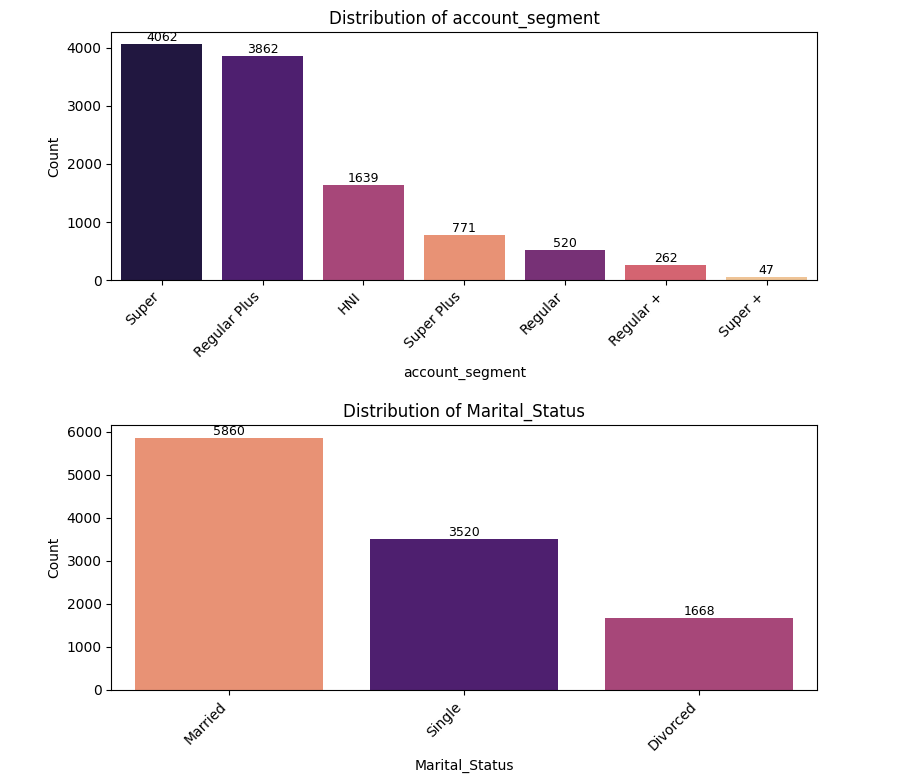 Distribution of account_segment
4062
3862
1639
771
520
262
47
4000
3000
2000
1000
0
Count
Super
Regular Plus
HNI
Super Plus
Regular
Regular +
Super +
account_segment
Distribution of Marital_Status
5860
3520
1668
6000
5000
4000
3000
2000
1000
0
Count
Married
Single
Divorced
Marital_Status